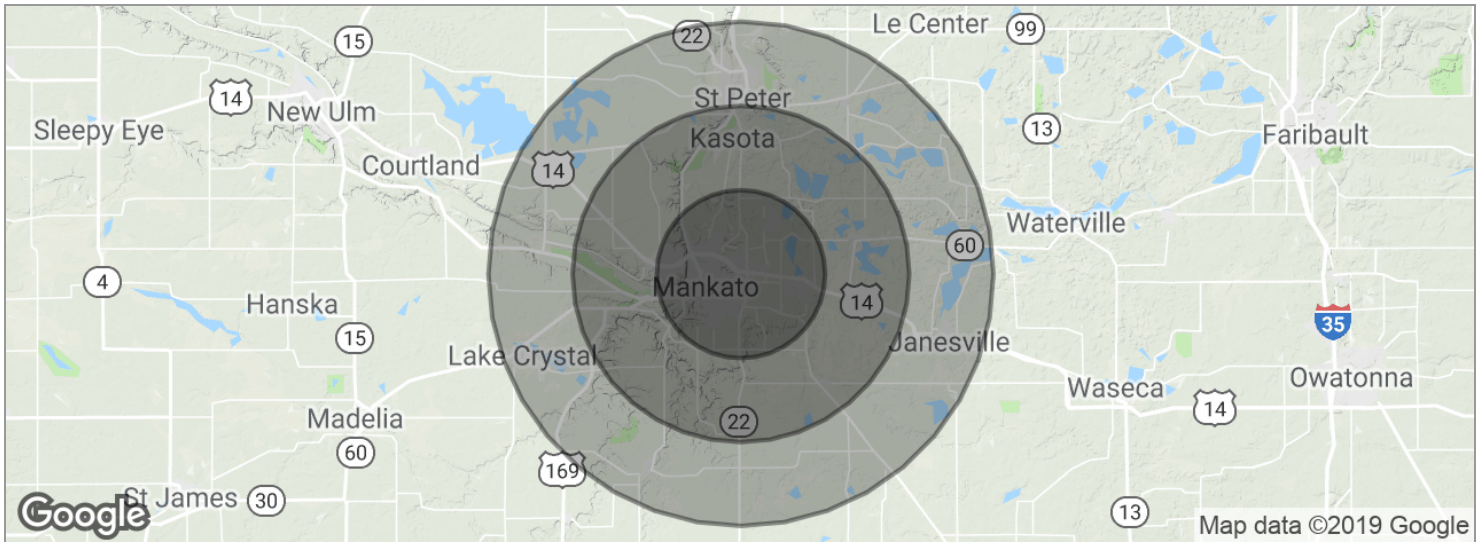 Le Center
99
22
15
14
St Peter
New Ulm
Sleepy Eye
13
Faribault
Kasota
Courtland
14
Waterville
60
4
Mankato
14
Hanska
35
15
Janesville
Lake Crystal
Owatonna
Waseca
14
Madelia
22
60
169
St James
30
13
Google
Map data ©2019 Google